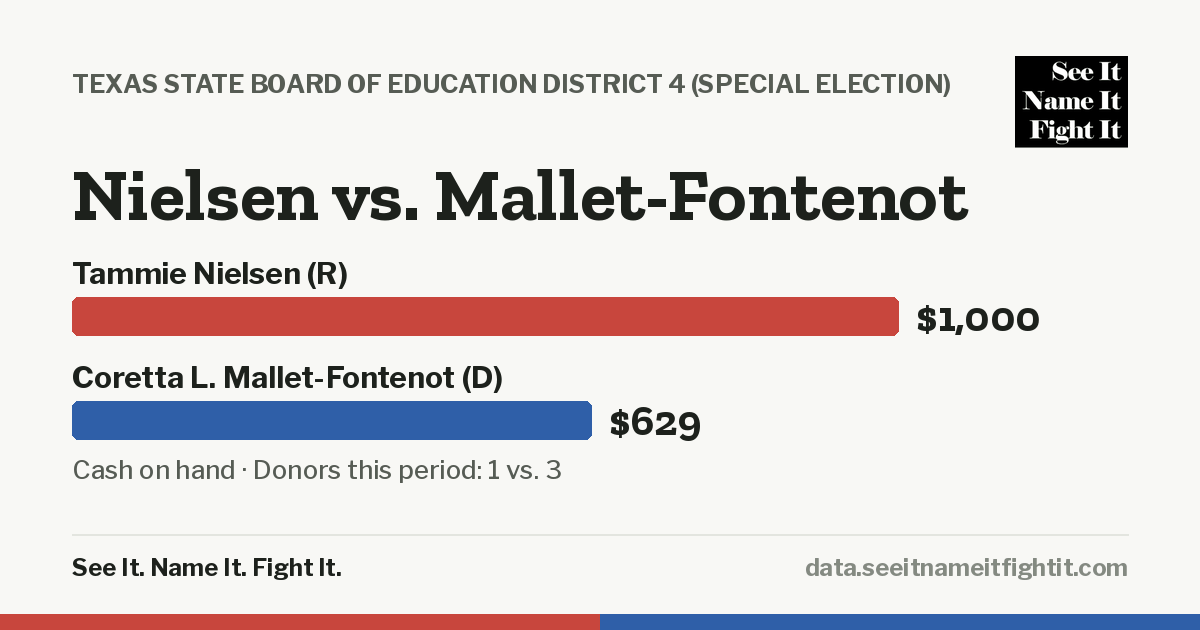 TEXAS STATE BOARD OF EDUCATION DISTRICT 4 (SPECIAL ELECTION)
See It
Name It
Fight It
Nielsen vs. Mallet-Fontenot
Tammie Nielsen (R)
$1,000
Coretta L. Mallet-Fontenot (D)
$629
Cash on hand · Donors this period: 1 vs. 3
See It. Name It. Fight It.
data.seeitnameitfightit.com